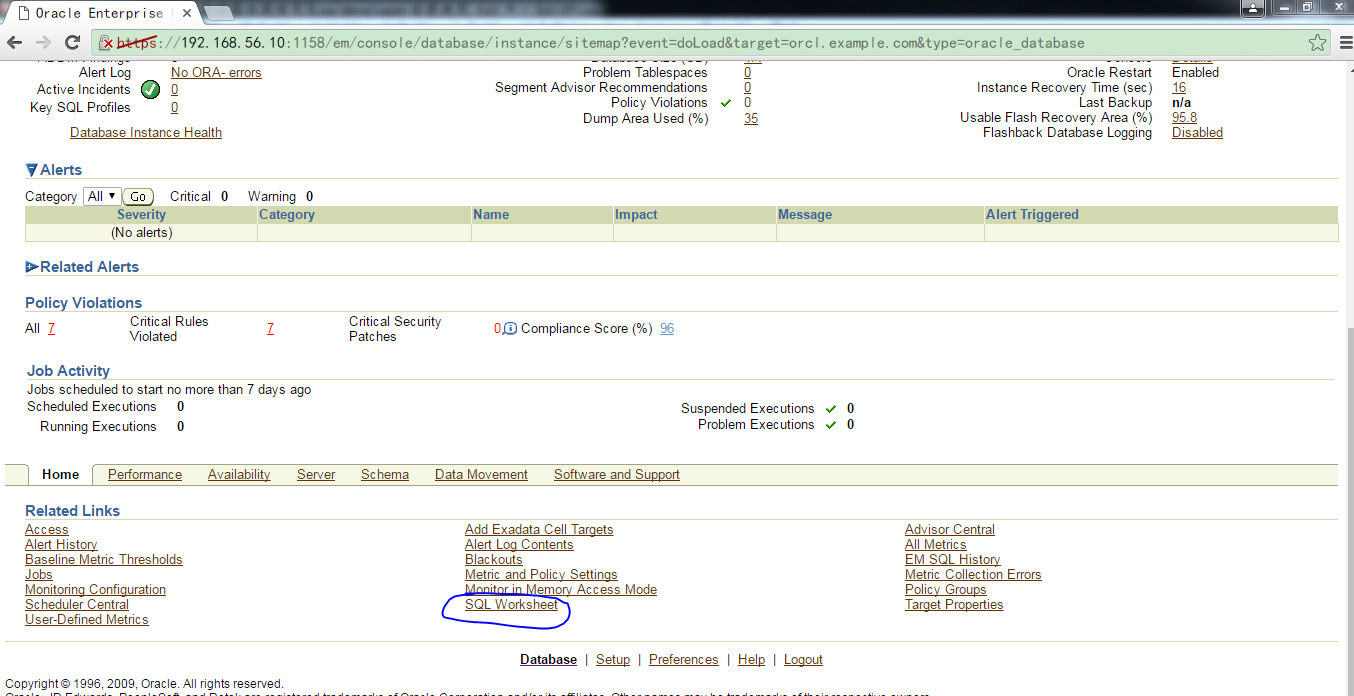 Oracle Enterprise
https://192.168.56.10:1158/em/console/database/instance/sitemap?event=doLoad&target=orcl.example.com&type=oracle_database
Alert Log No ORA- errors
Active Incidents 0
Key SQL Profiles 0
Database Instance Health
Problem Tablespaces 0
Segment Advisor Recommendations 0
Policy Violations 0
Dump Area Used (%) 35
Details
Oracle Restart Enabled
Instance Recovery Time (sec) 16
Last Backup n/a
Usable Flash Recovery Area (%) 95.8
Flashback Database Logging Disabled
Alerts
Category All Go Critical 0 Warning 0
Severity Category Name Impact Message Alert Triggered
(No alerts)
Related Alerts
Policy Violations
All 7 Critical Rules Violated 7 Critical Security Patches 0 Compliance Score (%) 96
Job Activity
Jobs scheduled to start no more than 7 days ago
Scheduled Executions 0
Running Executions 0
Suspended Executions 0
Problem Executions 0
Home Performance Availability Server Schema Data Movement Software and Support
Related Links
Access
Alert History
Baseline Metric Thresholds
Jobs
Monitoring Configuration
Scheduler Central
User-Defined Metrics
Add Exadata Cell Targets
Alert Log Contents
Blackouts
Metric and Policy Settings
Monitor in Memory Access Mode
SQL Worksheet
Advisor Central
All Metrics
EM SQL History
Metric Collection Errors
Policy Groups
Target Properties
Database | Setup | Preferences | Help | Logout
Copyright © 1996, 2009, Oracle. All rights reserved.